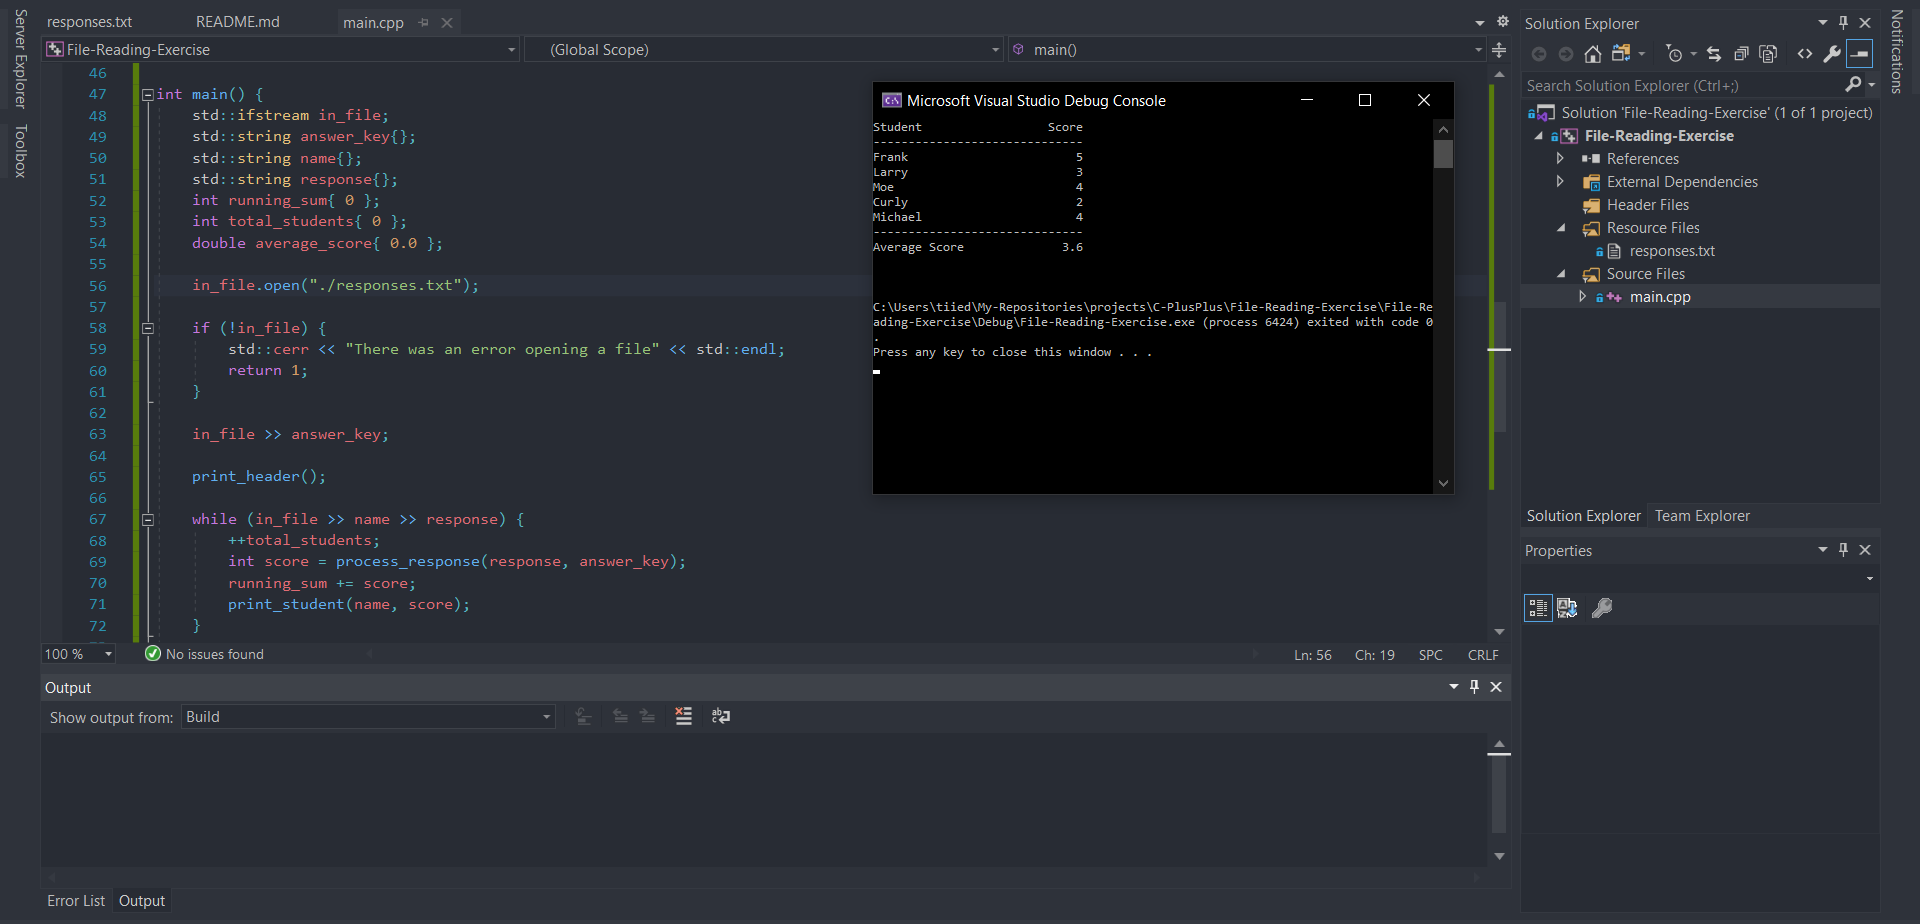 Server Explorer
Toolbox
responses.txt README.md main.cpp
File-Reading-Exercise (Global Scope) main()
46
47 int main() {
48 std::ifstream in_file;
49 std::string answer_key{};
50 std::string name{};
51 std::string response{};
52 int running_sum{ 0 };
53 int total_students{ 0 };
54 double average_score{ 0.0 };
55
56 in_file.open("./responses.txt");
57
58 if (!in_file) {
59 std::cerr << "There was an error opening a file" << std::endl;
60 return 1;
61 }
62
63 in_file >> answer_key;
64
65 print_header();
66
67 while (in_file >> name >> response) {
68 ++total_students;
69 int score = process_response(response, answer_key);
70 running_sum += score;
71 print_student(name, score);
72 }
100 % No issues found Ln: 56 Ch: 19 SPC CRLF
Microsoft Visual Studio Debug Console
Student Score
------------------------------
Frank 5
Larry 3
Moe 4
Curly 2
Michael 4
------------------------------
Average Score 3.6
C:\Users\tiied\My-Repositories\projects\C-PlusPlus\File-Reading-Exercise\File-Re
ading-Exercise\Debug\File-Reading-Exercise.exe (process 6424) exited with code 0
.
Press any key to close this window . . .
Output
Show output from: Build
Error List Output
Solution Explorer
Search Solution Explorer (Ctrl+;)
Solution 'File-Reading-Exercise' (1 of 1 project)
File-Reading-Exercise
References
External Dependencies
Header Files
Resource Files
responses.txt
Source Files
main.cpp
Solution Explorer Team Explorer
Properties
Notifications